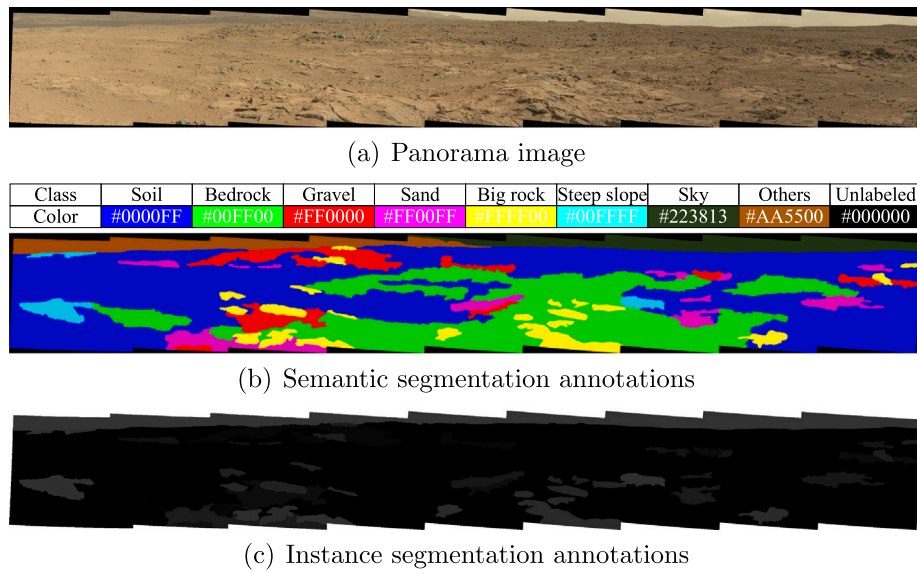 (a) Panorama image
Class Soil Bedrock Gravel Sand Big rock Steep slope Sky Others Unlabeled
Color #0000FF #00FF00 #FF0000 #FF00FF #FFFF00 #00FFFF #223813 #AA5500 #000000
(b) Semantic segmentation annotations
(c) Instance segmentation annotations